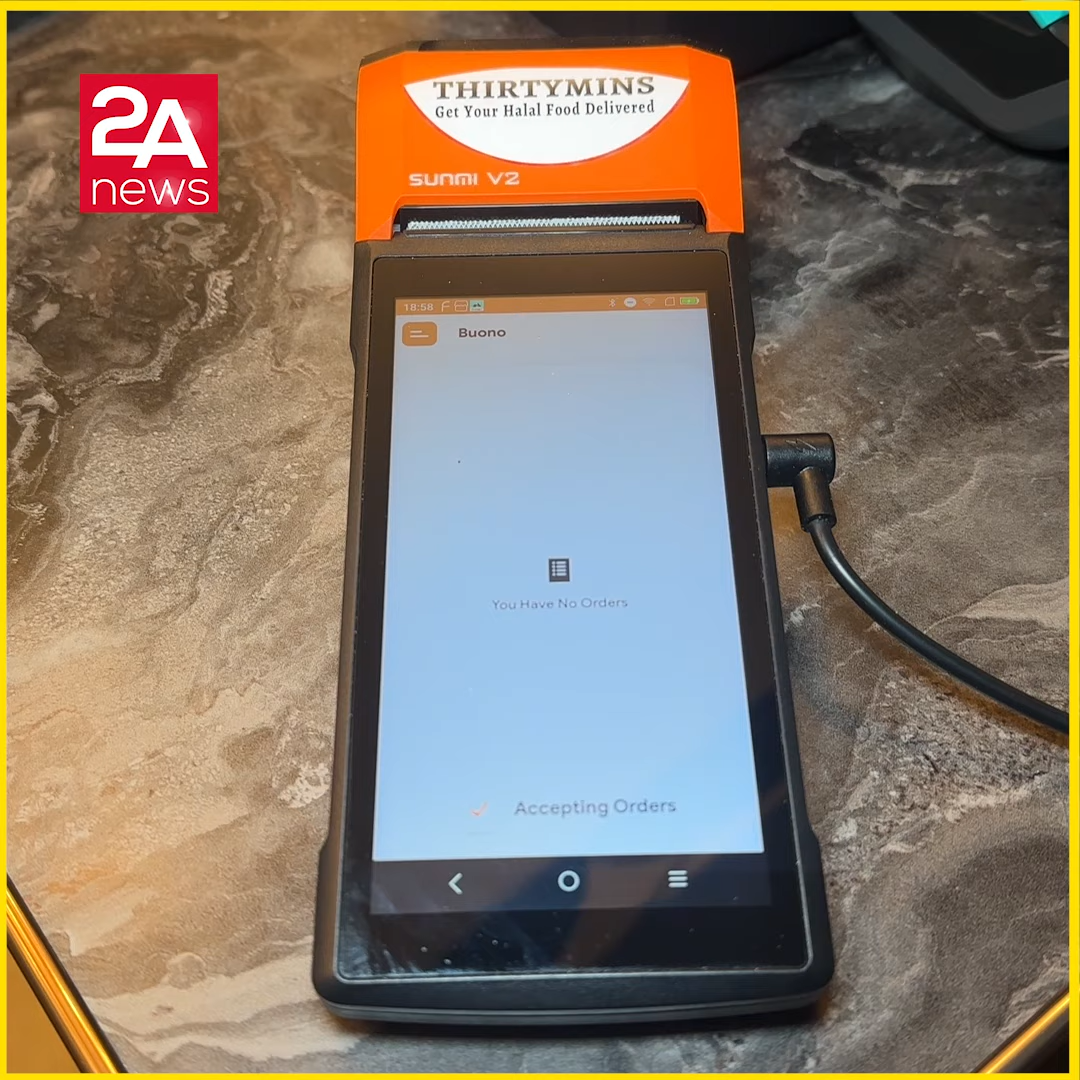 2A
news
THIRTYMINS
Get Your Halal Food Delivered
SUNMI V2
18:58
Buono
You Have No Orders
Accepting Orders